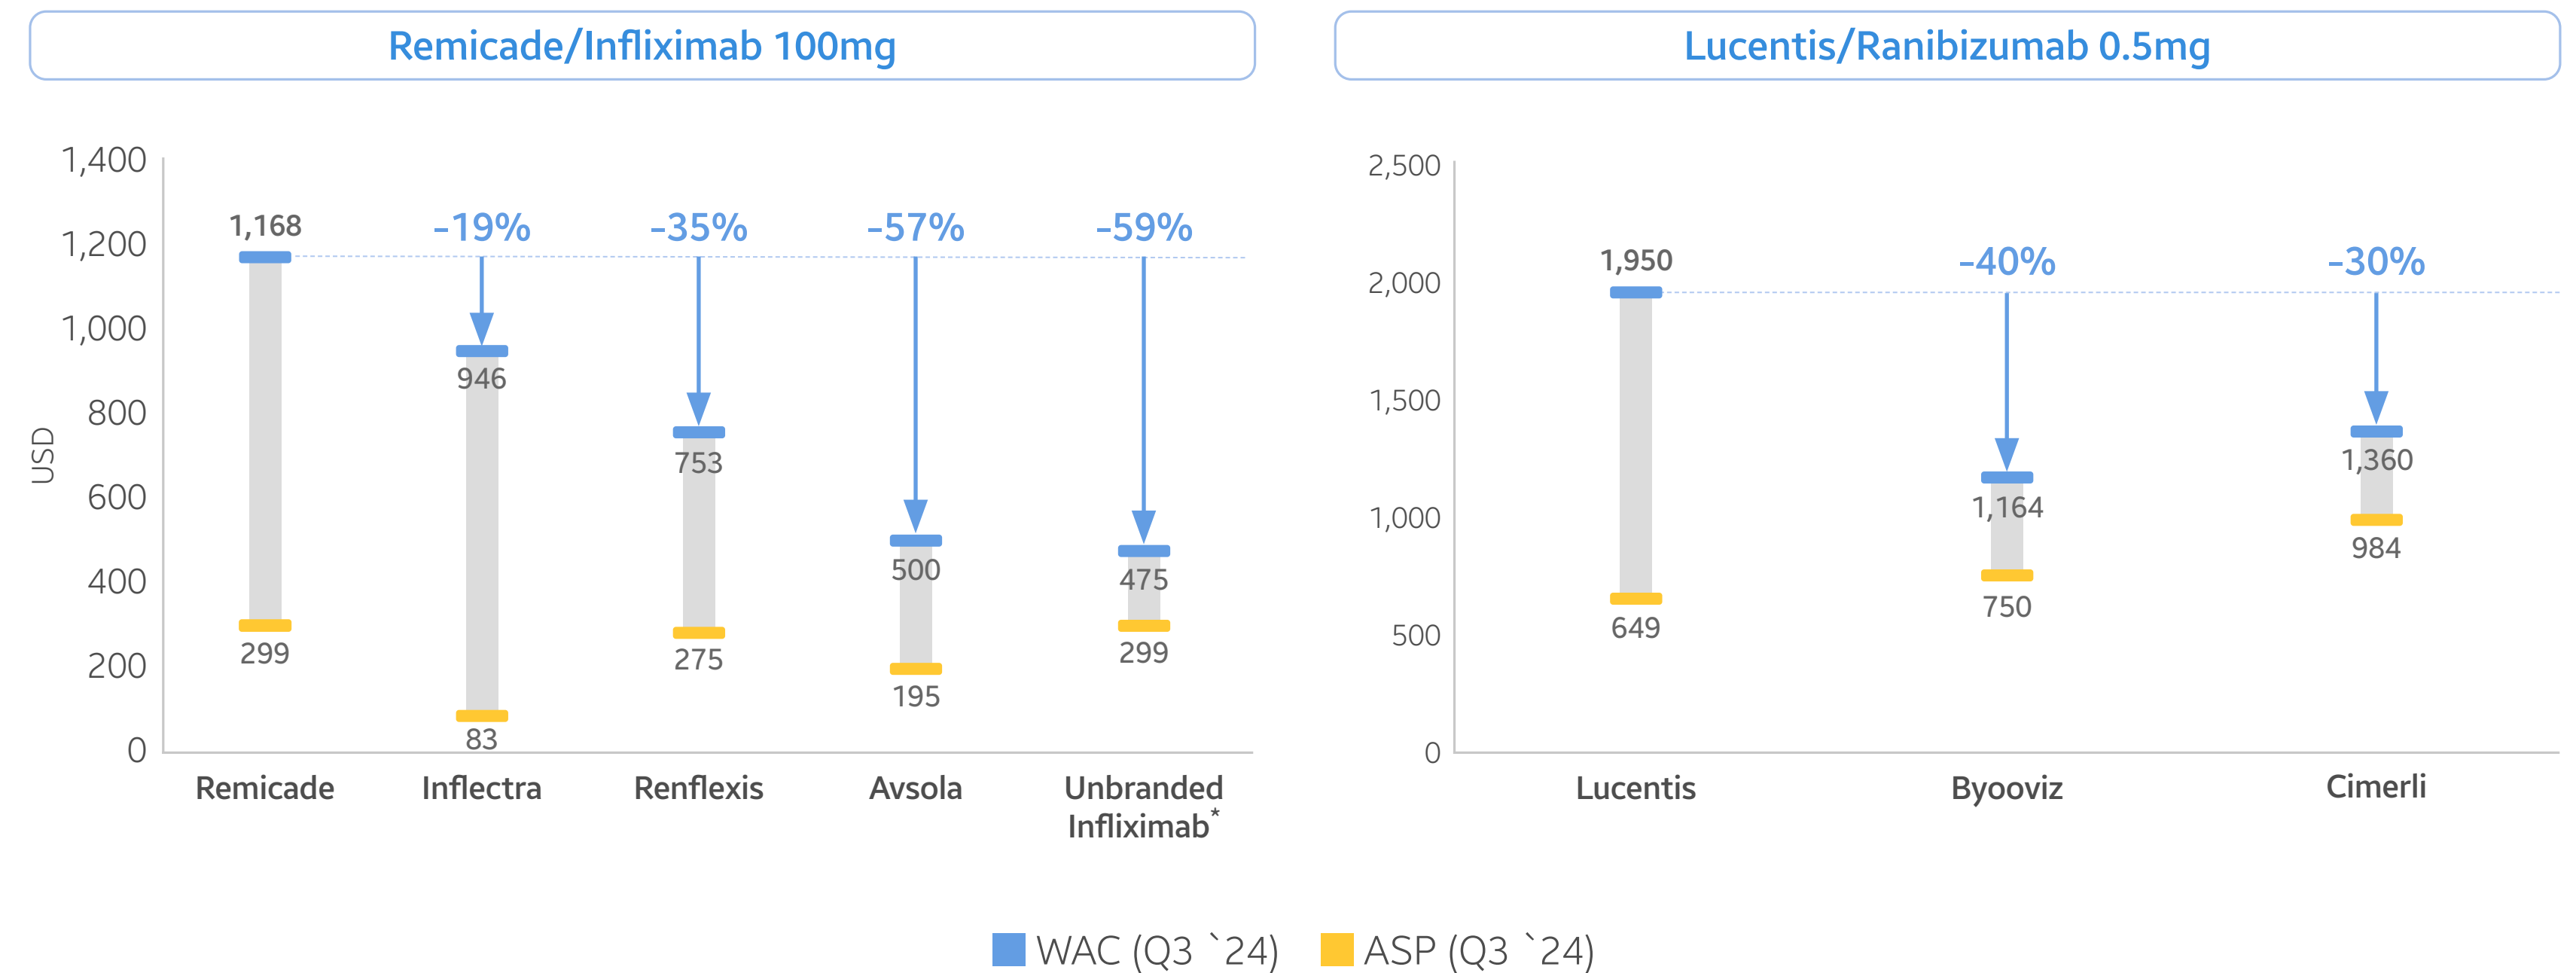 Remicade/Infliximab 100mg
1,400
1,200
1,000
800
600
400
200
0
USD
1,168
-19%
-35%
-57%
-59%
946
753
500
475
299
83
275
195
299
Remicade
Inflectra
Renflexis
Avsola
Unbranded
Infliximab*
Lucentis/Ranibizumab 0.5mg
2,500
2,000
1,500
1,000
500
0
1,950
-40%
-30%
1,164
1,360
649
750
984
Lucentis
Byooviz
Cimerli
WAC (Q3 `24)
ASP (Q3 `24)